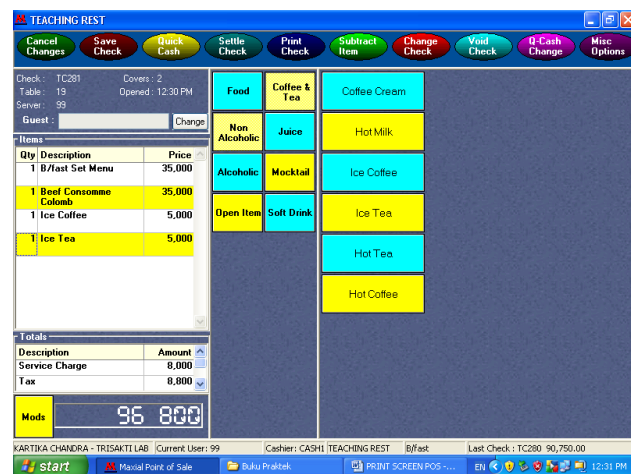 TEACHING REST
Cancel Changes
Save Check
Quick Cash
Settle Check
Print Check
Subtract Item
Change Check
Void Check
Q-Cash Change
Misc Options
Check : TC281 Covers : 2
Table : 19 Opened : 12:30 PM
Server : 99
Guest : Change
Items
Qty Description Price
1 B/fast Set Menu 35,000
1 Beef Consomme Colomb 35,000
1 Ice Coffee 5,000
1 Ice Tea 5,000
Totals
Description Amount
Service Charge 8,000
Tax 8,800
Mods 96 800
Food
Coffee & Tea
Non Alcoholic
Juice
Alcoholic
Mocktail
Open Item
Soft Drink
Coffee Cream
Hot Milk
Ice Coffee
Ice Tea
Hot Tea
Hot Coffee
KARTIKA CHANDRA - TRISAKTI LAB Current User: 99 Cashier: CASH1 TEACHING REST B/fast Last Check : TC280 90,750.00
start Maxial Point of Sale Buku Praktek PRINT SCREEN POS -... EN 12:31 PM